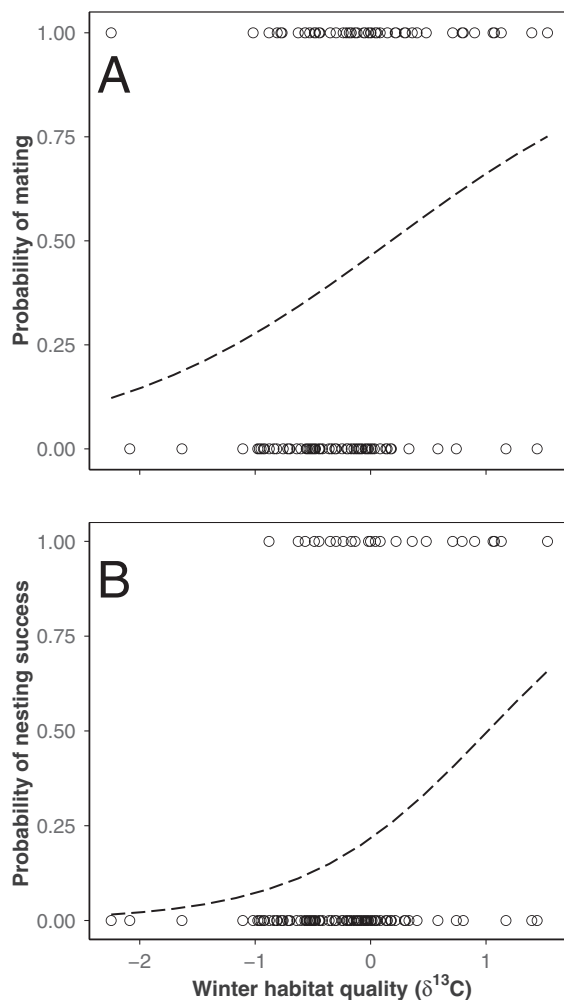 A
Probability of mating
1.00
0.75
0.50
0.25
0.00
B
Probability of nesting success
1.00
0.75
0.50
0.25
0.00
−2 −1 0 1
Winter habitat quality (δ¹³C)